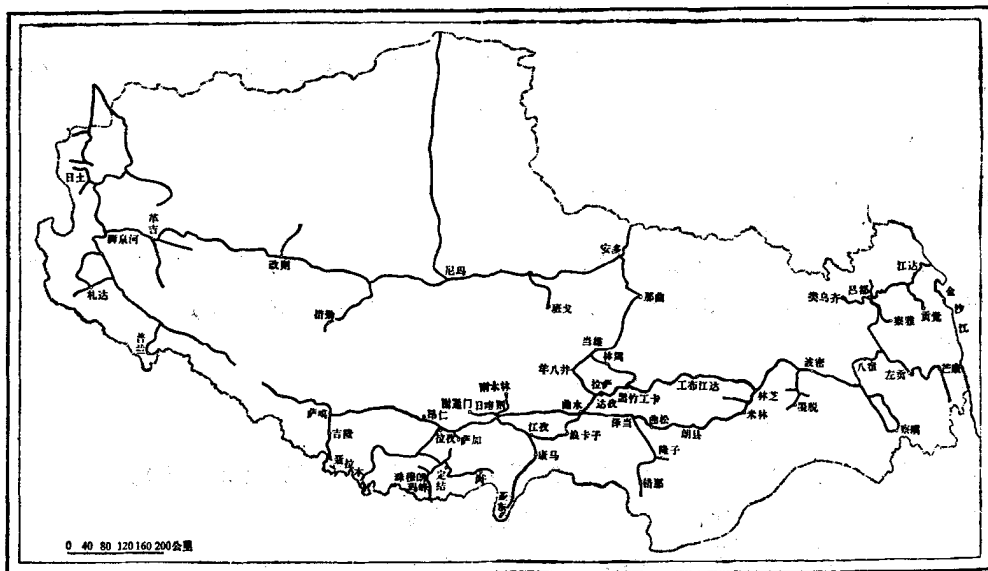 日土
革吉
狮泉河
札达
普兰
改则
措勤
尼玛
班戈
安多
那曲
当雄
林周
羊八井
拉萨
达孜
墨竹工卡
工布江达
曲水
林芝
米林
波密
墨脱
八宿
左贡
芒康
察隅
江达
昌都
类乌齐
察雅
贡觉
金沙江
曲松
朗县
隆子
错那
浪卡子
江孜
康马
亚东
日喀则
南木林
谢通门
昂仁
拉孜
萨迦
定结
萨嘎
吉隆
聂拉木
0 40 80 120 160 200公里